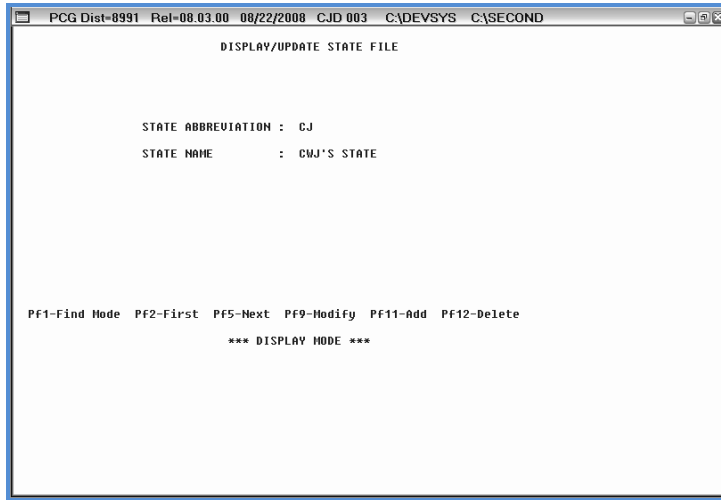 PCG Dist=8991 Rel=08.03.00 08/22/2008 CJD 003 C:\DEVSYS C:\SECOND
DISPLAY/UPDATE STATE FILE
STATE ABBREVIATION : CJ
STATE NAME : CWJ'S STATE
Pf1-Find Mode Pf2-First Pf5-Next Pf9-Modify Pf11-Add Pf12-Delete
*** DISPLAY MODE ***